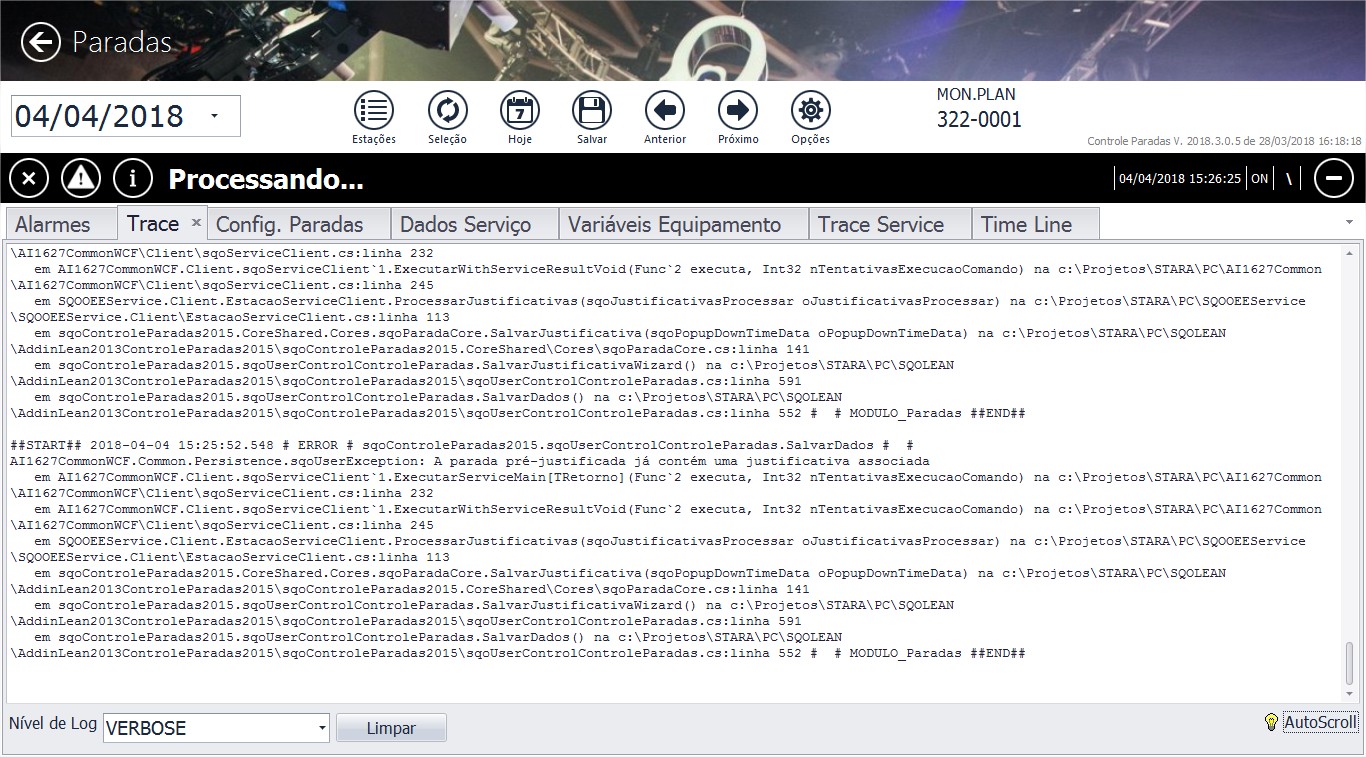 Paradas
04/04/2018
Estações
Seleção
7
Hoje
Salvar
Anterior
Próximo
Opções
MON.PLAN
322-0001
Controle Paradas V. 2018.3.0.5 de 28/03/2018 16:18:18
Processando...
04/04/2018 15:26:25 ON \
Alarmes
Trace
Config. Paradas
Dados Serviço
Variáveis Equipamento
Trace Service
Time Line
\AI1627CommonWCF\Client\sqoServiceClient.cs:linha 232
em AI1627CommonWCF.Client.sqoServiceClient`1.ExecutarWithServiceResultVoid(Func`2 executa, Int32 nTentativasExecucaoComando) na c:\Projetos\STARA\PC\AI1627Common
\AI1627CommonWCF\Client\sqoServiceClient.cs:linha 245
em SQOOEEService.Client.EstacaoServiceClient.ProcessarJustificativas(sqoJustificativasProcessar oJustificativasProcessar) na c:\Projetos\STARA\PC\SQOOEEService
\SQOOEEService.Client\EstacaoServiceClient.cs:linha 113
em sqoControleParadas2015.CoreShared.Cores.sqoParadaCore.SalvarJustificativa(sqoPopupDownTimeData oPopupDownTimeData) na c:\Projetos\STARA\PC\SQOLEAN
\AddinLean2013ControleParadas2015\sqoControleParadas2015.CoreShared\Cores\sqoParadaCore.cs:linha 141
em sqoControleParadas2015.sqoUserControlControleParadas.SalvarJustificativaWizard() na c:\Projetos\STARA\PC\SQOLEAN
\AddinLean2013ControleParadas2015\sqoControleParadas2015\sqoUserControlControleParadas.cs:linha 591
em sqoControleParadas2015.sqoUserControlControleParadas.SalvarDados() na c:\Projetos\STARA\PC\SQOLEAN
\AddinLean2013ControleParadas2015\sqoControleParadas2015\sqoUserControlControleParadas.cs:linha 552 # # MODULO_Paradas ##END##
##START## 2018-04-04 15:25:52.548 # ERROR # sqoControleParadas2015.sqoUserControlControleParadas.SalvarDados # #
AI1627CommonWCF.Common.Persistence.sqoUserException: A parada pré-justificada já contém uma justificativa associada
em AI1627CommonWCF.Client.sqoServiceClient`1.ExecutarServiceMain[TRetorno](Func`2 executa, Int32 nTentativasExecucaoComando) na c:\Projetos\STARA\PC\AI1627Common
\AI1627CommonWCF\Client\sqoServiceClient.cs:linha 232
em AI1627CommonWCF.Client.sqoServiceClient`1.ExecutarWithServiceResultVoid(Func`2 executa, Int32 nTentativasExecucaoComando) na c:\Projetos\STARA\PC\AI1627Common
\AI1627CommonWCF\Client\sqoServiceClient.cs:linha 245
em SQOOEEService.Client.EstacaoServiceClient.ProcessarJustificativas(sqoJustificativasProcessar oJustificativasProcessar) na c:\Projetos\STARA\PC\SQOOEEService
\SQOOEEService.Client\EstacaoServiceClient.cs:linha 113
em sqoControleParadas2015.CoreShared.Cores.sqoParadaCore.SalvarJustificativa(sqoPopupDownTimeData oPopupDownTimeData) na c:\Projetos\STARA\PC\SQOLEAN
\AddinLean2013ControleParadas2015\sqoControleParadas2015.CoreShared\Cores\sqoParadaCore.cs:linha 141
em sqoControleParadas2015.sqoUserControlControleParadas.SalvarJustificativaWizard() na c:\Projetos\STARA\PC\SQOLEAN
\AddinLean2013ControleParadas2015\sqoControleParadas2015\sqoUserControlControleParadas.cs:linha 591
em sqoControleParadas2015.sqoUserControlControleParadas.SalvarDados() na c:\Projetos\STARA\PC\SQOLEAN
\AddinLean2013ControleParadas2015\sqoControleParadas2015\sqoUserControlControleParadas.cs:linha 552 # # MODULO_Paradas ##END##
Nível de Log VERBOSE Limpar AutoScroll